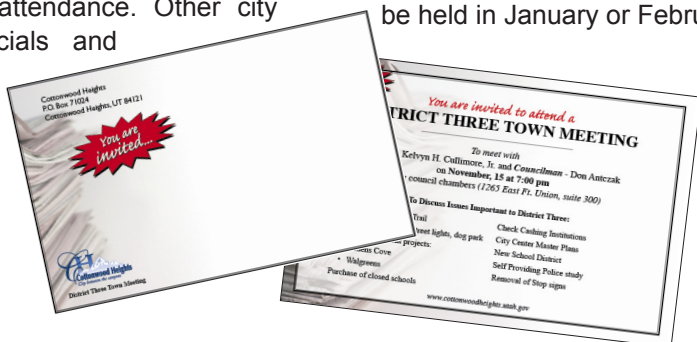 attendance. Other city
cials and
be held in January or Febru
Cottonwood Heights
P.O. Box 71024
Cottonwood Heights, UT 84121
You are
invited...
Cottonwood Heights
District Three Town Meeting
You are invited to attend a
TRICT THREE TOWN MEETING
To meet with
Kelvyn H. Cullimore, Jr. and Councilman - Don Antczak
on November, 15 at 7:00 pm
council chambers (1265 East Ft. Union, suite 300)
To Discuss Issues Important to District Three:
Trail
reet lights, dog park
projects:
ens Cove
• Walgreens
Purchase of closed schools
Check Cashing Institutions
City Center Master Plans
New School District
Self Providing Police study
Removal of Stop signs
www.cottonwoodheights.utah.gov